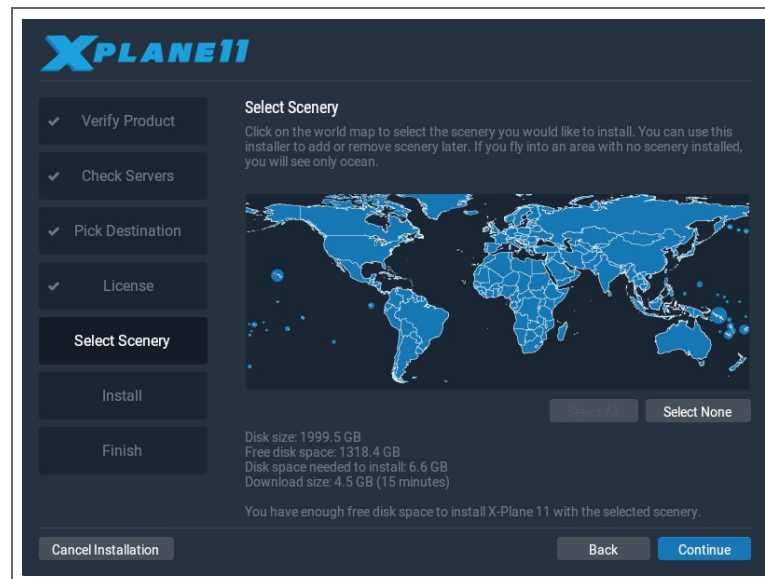 XPLANE11
Select Scenery
Click on the world map to select the scenery you would like to install. You can use this
installer to add or remove scenery later. If you fly into an area with no scenery installed,
you will see only ocean.
Verify Product
Check Servers
Pick Destination
License
Select Scenery
Install
Finish
Select All
Select None
Disk size: 1999.5 GB
Free disk space: 1318.4 GB
Disk space needed to install: 6.6 GB
Download size: 4.5 GB (15 minutes)
You have enough free disk space to install X-Plane 11 with the selected scenery.
Cancel Installation
Back
Continue